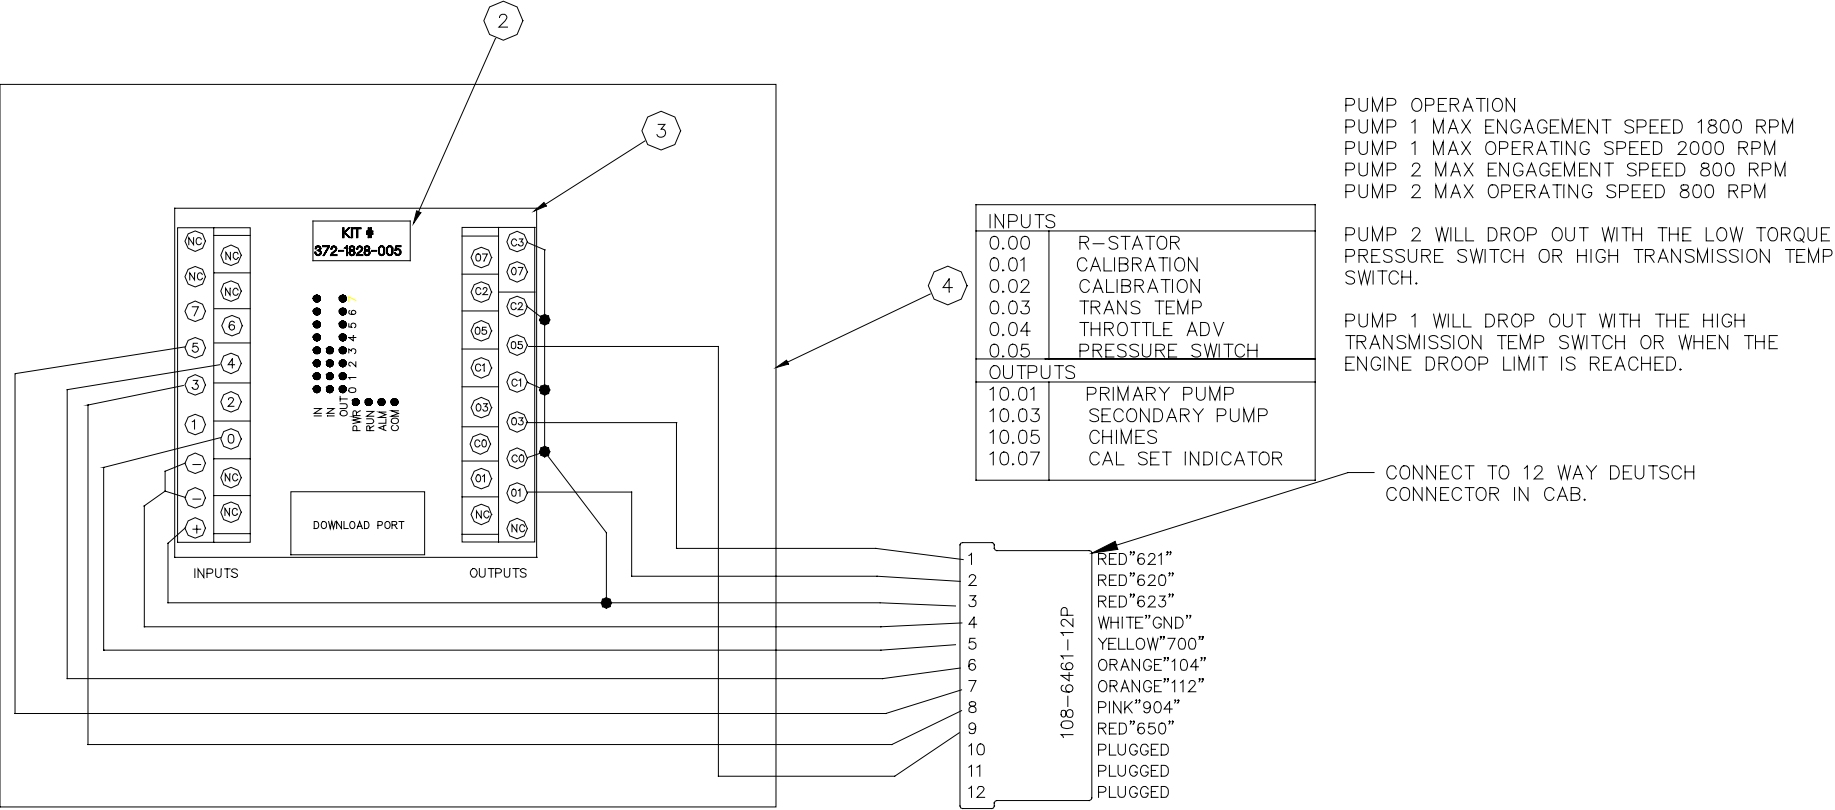 2
3
4
KIT #
372-1828-005
NC
NC
NC
NC
7
6
5
4
3
2
1
0
−
NC
−
NC
+
C3
07
07
C2
C2
05
05
C1
C1
03
03
C0
C0
01
01
NC
NC
0 1 2 3 4 5 6 7
IN
IN
OUT
PWR
RUN
ALM
COM
DOWNLOAD PORT
INPUTS
OUTPUTS
INPUTS
0.00 R-STATOR
0.01 CALIBRATION
0.02 CALIBRATION
0.03 TRANS TEMP
0.04 THROTTLE ADV
0.05 PRESSURE SWITCH
OUTPUTS
10.01 PRIMARY PUMP
10.03 SECONDARY PUMP
10.05 CHIMES
10.07 CAL SET INDICATOR
PUMP OPERATION
PUMP 1 MAX ENGAGEMENT SPEED 1800 RPM
PUMP 1 MAX OPERATING SPEED 2000 RPM
PUMP 2 MAX ENGAGEMENT SPEED 800 RPM
PUMP 2 MAX OPERATING SPEED 800 RPM
PUMP 2 WILL DROP OUT WITH THE LOW TORQUE
PRESSURE SWITCH OR HIGH TRANSMISSION TEMP
SWITCH.
PUMP 1 WILL DROP OUT WITH THE HIGH
TRANSMISSION TEMP SWITCH OR WHEN THE
ENGINE DROOP LIMIT IS REACHED.
CONNECT TO 12 WAY DEUTSCH
CONNECTOR IN CAB.
108-6461-12P
1 RED"621"
2 RED"620"
3 RED"623"
4 WHITE"GND"
5 YELLOW"700"
6 ORANGE"104"
7 ORANGE"112"
8 PINK"904"
9 RED"650"
10 PLUGGED
11 PLUGGED
12 PLUGGED